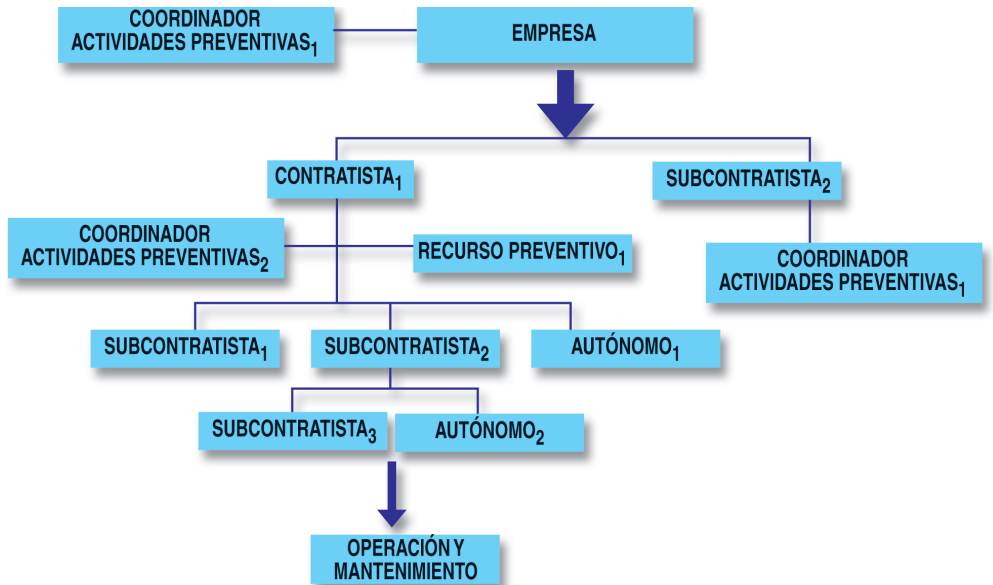 COORDINADOR
ACTIVIDADES PREVENTIVAS₁
EMPRESA
CONTRATISTA₁
SUBCONTRATISTA₂
COORDINADOR
ACTIVIDADES PREVENTIVAS₂
RECURSO PREVENTIVO₁
COORDINADOR
ACTIVIDADES PREVENTIVAS₁
SUBCONTRATISTA₁
SUBCONTRATISTA₂
AUTÓNOMO₁
SUBCONTRATISTA₃
AUTÓNOMO₂
OPERACIÓN Y
MANTENIMIENTO